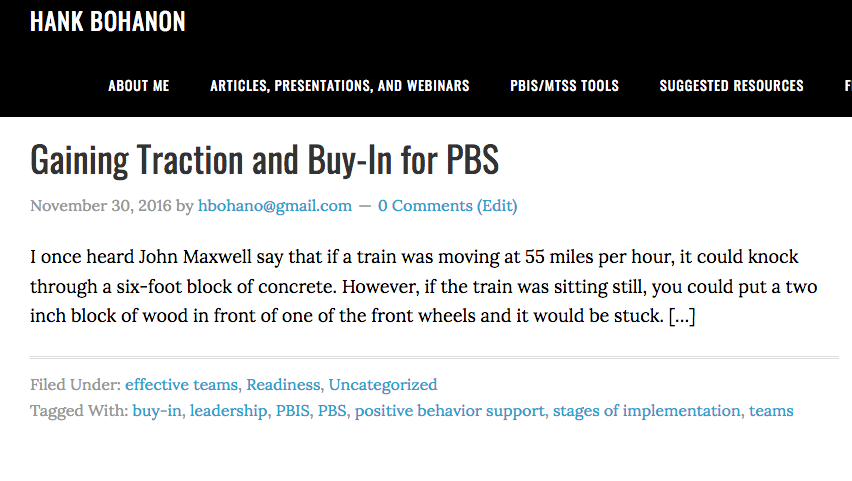 HANK BOHANON
ABOUT ME ARTICLES, PRESENTATIONS, AND WEBINARS PBIS/MTSS TOOLS SUGGESTED RESOURCES F
Gaining Traction and Buy-In for PBS
November 30, 2016 by hbohano@gmail.com — 0 Comments (Edit)
I once heard John Maxwell say that if a train was moving at 55 miles per hour, it could knock
through a six-foot block of concrete. However, if the train was sitting still, you could put a two
inch block of wood in front of one of the front wheels and it would be stuck. [...]
Filed Under: effective teams, Readiness, Uncategorized
Tagged With: buy-in, leadership, PBIS, PBS, positive behavior support, stages of implementation, teams